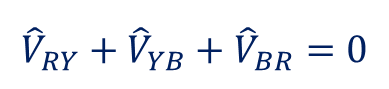 V̂_RY + V̂_YB + V̂_BR = 0